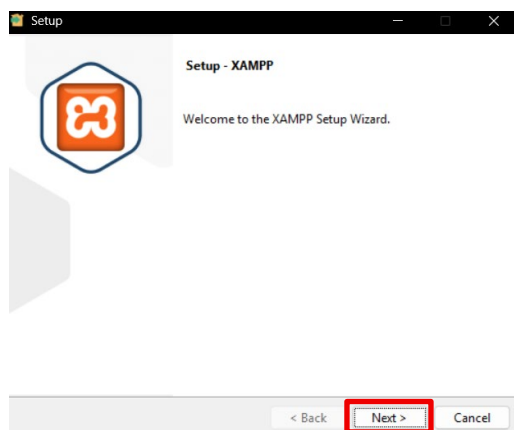 Setup
Setup - XAMPP
Welcome to the XAMPP Setup Wizard.
< Back Next > Cancel